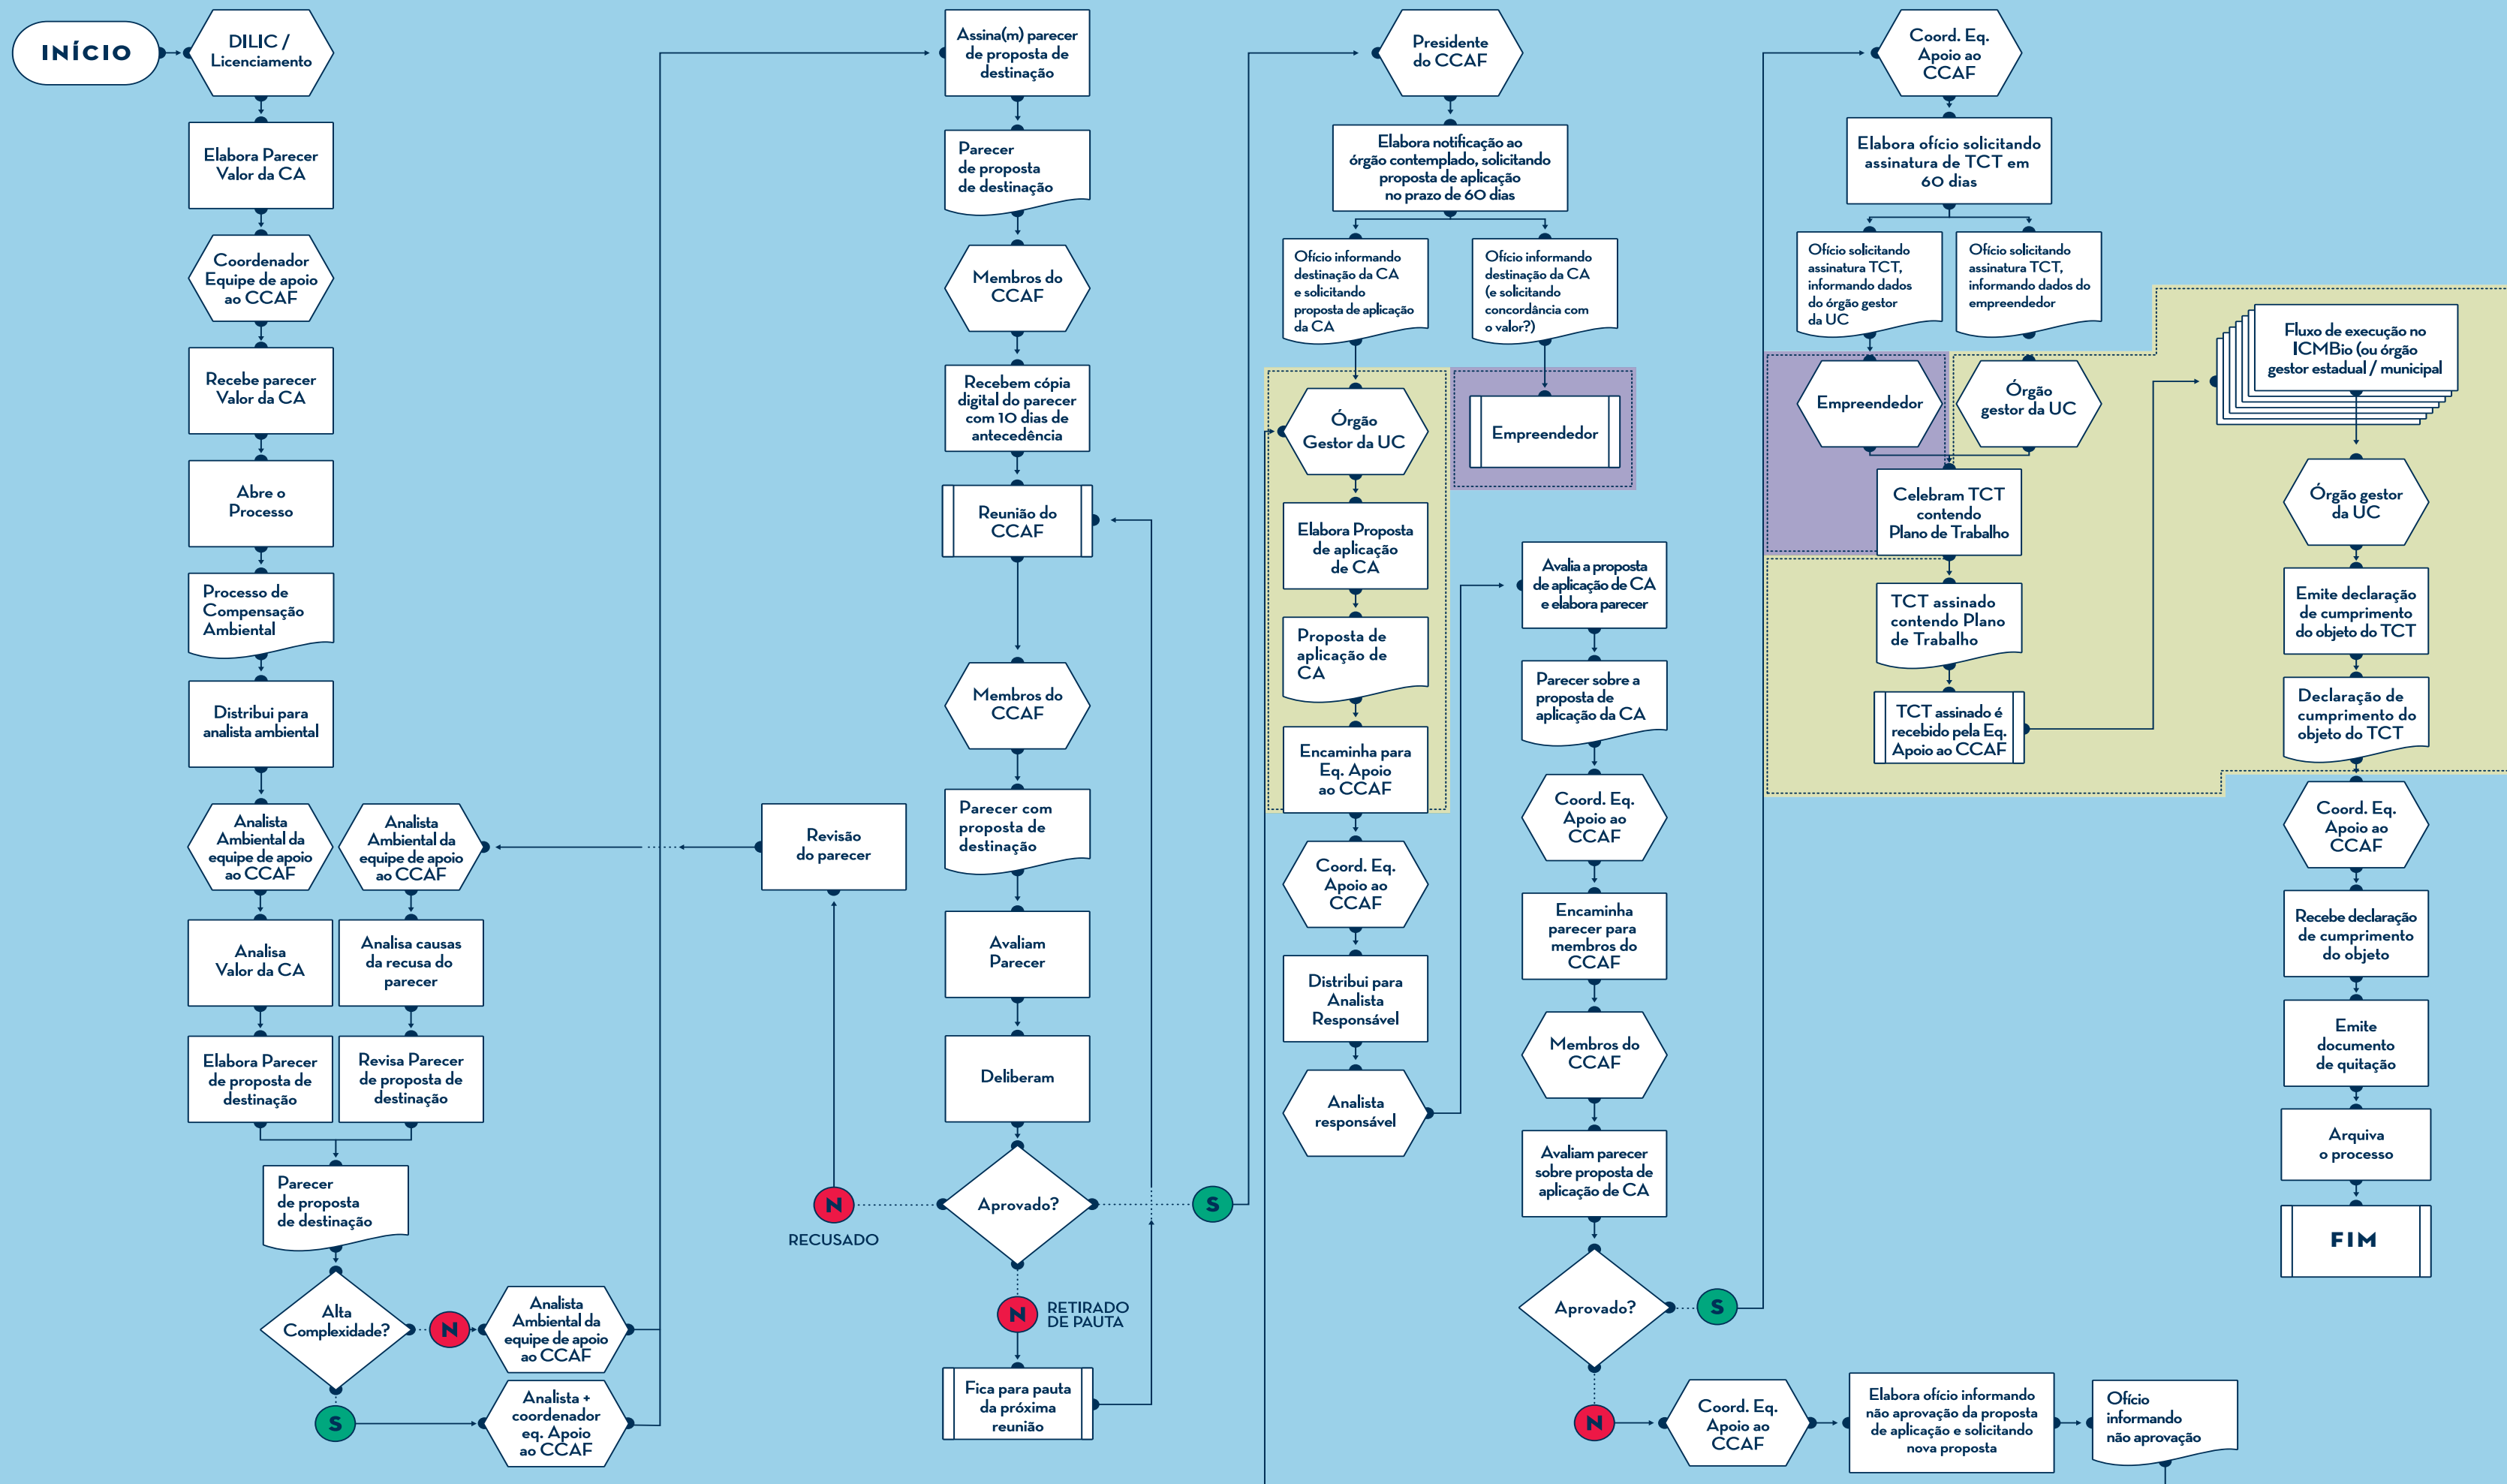 INÍCIO
DILIC /
Licenciamento
Elabora Parecer
Valor da CA
Coordenador
Equipe de apoio
ao CCAF
Recebe parecer
Valor da CA
Abre o
Processo
Processo de
Compensação
Ambiental
Distribui para
analista ambiental
Analista
Ambiental da
equipe de apoio
ao CCAF
Analisa
Valor da CA
Elabora Parecer
de proposta de
destinação
Analista
Ambiental da
equipe de apoio
ao CCAF
Analisa causas
da recusa do
parecer
Revisa Parecer
de proposta de
destinação
Parecer
de proposta
de destinação
Alta
Complexidade?
N
Analista
Ambiental da
equipe de apoio
ao CCAF
S
Analista +
coordenador
eq. Apoio
ao CCAF
Assina(m) parecer
de proposta de
destinação
Parecer
de proposta
de destinação
Membros do
CCAF
Recebem cópia
digital do parecer
com 10 dias de
antecedência
Reunião do
CCAF
Membros do
CCAF
Parecer com
proposta de
destinação
Avaliam
Parecer
Deliberam
Aprovado?
N
RECUSADO
Revisão
do parecer
N
RETIRADO
DE PAUTA
Fica para pauta
da próxima
reunião
S
Presidente
do CCAF
Elabora notificação ao
órgão contemplado, solicitando
proposta de aplicação
no prazo de 60 dias
Ofício informando
destinação da CA
e solicitando
proposta de aplicação
da CA
Ofício informando
destinação da CA
(e solicitando
concordância com
o valor?)
Órgão
Gestor da UC
Empreendedor
Elabora Proposta
de aplicação
de CA
Proposta de
aplicação de
CA
Encaminha para
Eq. Apoio
ao CCAF
Coord. Eq.
Apoio ao
CCAF
Distribui para
Analista
Responsável
Analista
responsável
Avalia a proposta
de aplicação de CA
e elabora parecer
Parecer sobre a
proposta de
aplicação da CA
Coord. Eq.
Apoio ao
CCAF
Encaminha
parecer para
membros do
CCAF
Membros do
CCAF
Avaliam parecer
sobre proposta de
aplicação de CA
Aprovado?
S
N
Coord. Eq.
Apoio ao
CCAF
Elabora ofício informando
não aprovação da proposta
de aplicação e solicitando
nova proposta
Ofício
informando
não aprovação
Coord. Eq.
Apoio ao
CCAF
Elabora ofício solicitando
assinatura de TCT em
60 dias
Ofício solicitando
assinatura TCT,
informando dados
do órgão gestor
da UC
Ofício solicitando
assinatura TCT,
informando dados do
empreendedor
Empreendedor
Órgão
gestor da UC
Celebram TCT
contendo
Plano de Trabalho
TCT assinado
contendo Plano
de Trabalho
TCT assinado é
recebido pela Eq.
Apoio ao CCAF
Fluxo de execução no
ICMBio (ou órgão
gestor estadual / municipal
Órgão gestor
da UC
Emite declaração
de cumprimento
do objeto do TCT
Declaração de
cumprimento do
objeto do TCT
Coord. Eq.
Apoio ao
CCAF
Recebe declaração
de cumprimento
do objeto
Emite
documento
de quitação
Arquiva
o processo
FIM